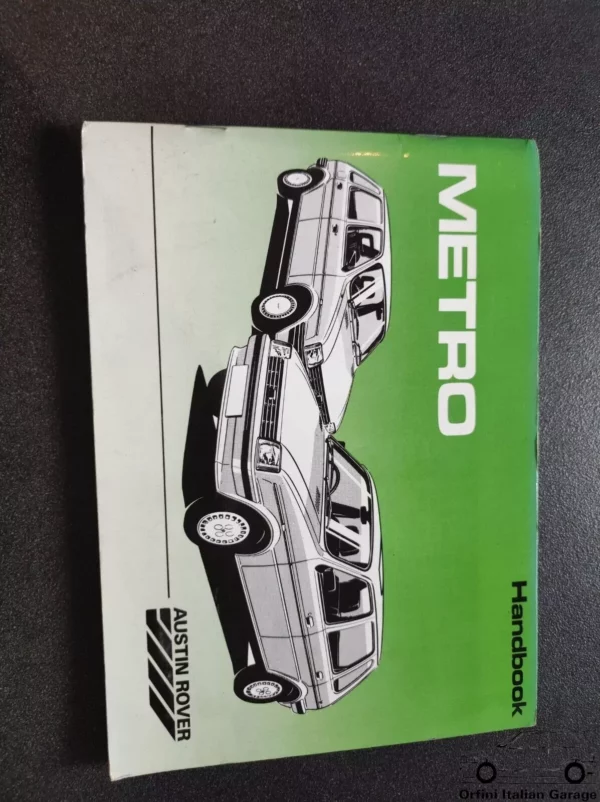 METRO
Handbook
AUSTIN ROVER
Orfini Italian Garage